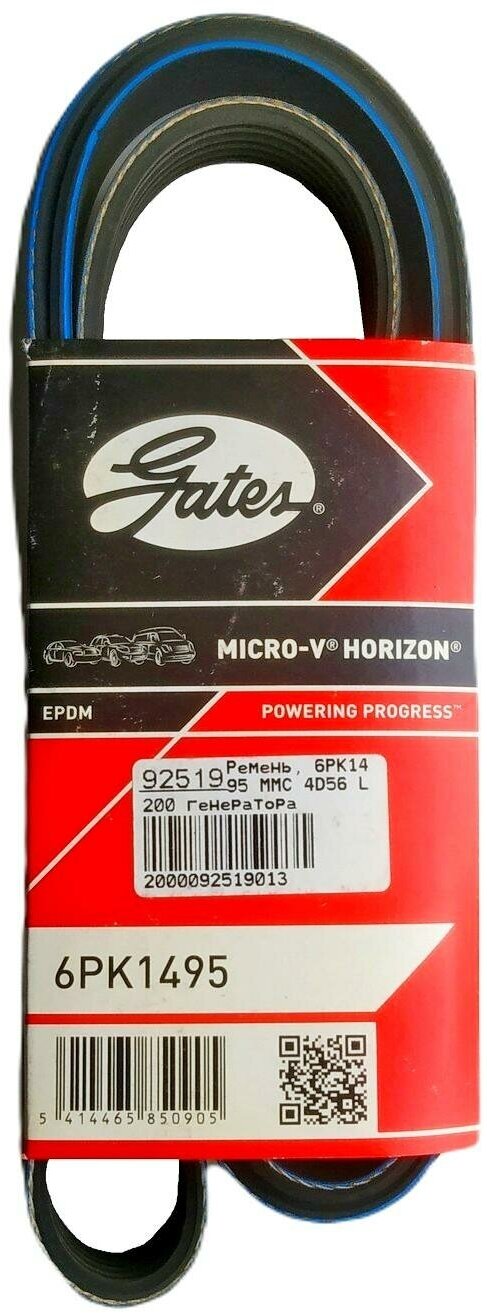 Gates®
MICRO-V® HORIZON®
EPDM POWERING PROGRESS™
92519 РеМеНЬ, 6PK14
95 MMC 4D56 L
200 ГеНеРаТоРа
2000092519013
6PK1495
5 414465 850905